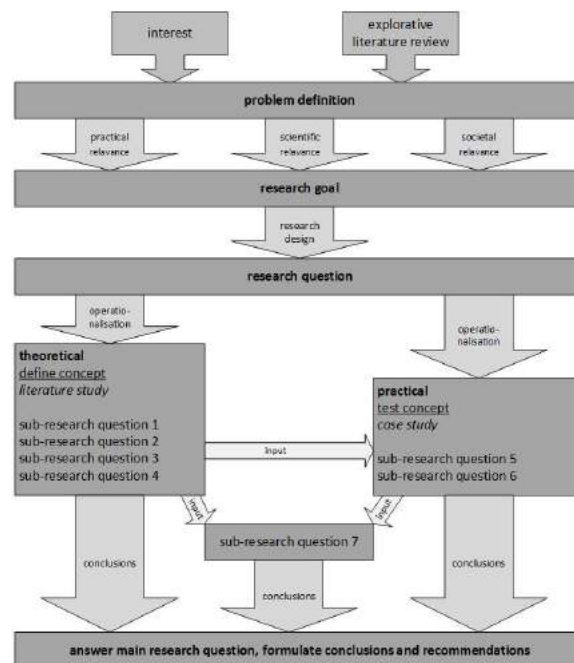 interest
explorative
literature review
problem definition
practical
relavance
scientific
relavance
societal
relevance
research goal
research
design
research question
operatio-
nalisation
operatio-
nalisation
theoretical
define concept
literature study
sub-research question 1
sub-research question 2
sub-research question 3
sub-research question 4
practical
test concept
case study
sub-research question 5
sub-research question 6
input
input
input
sub-research question 7
conclusions
conclusions
conclusions
answer main research question, formulate conclusions and recommendations